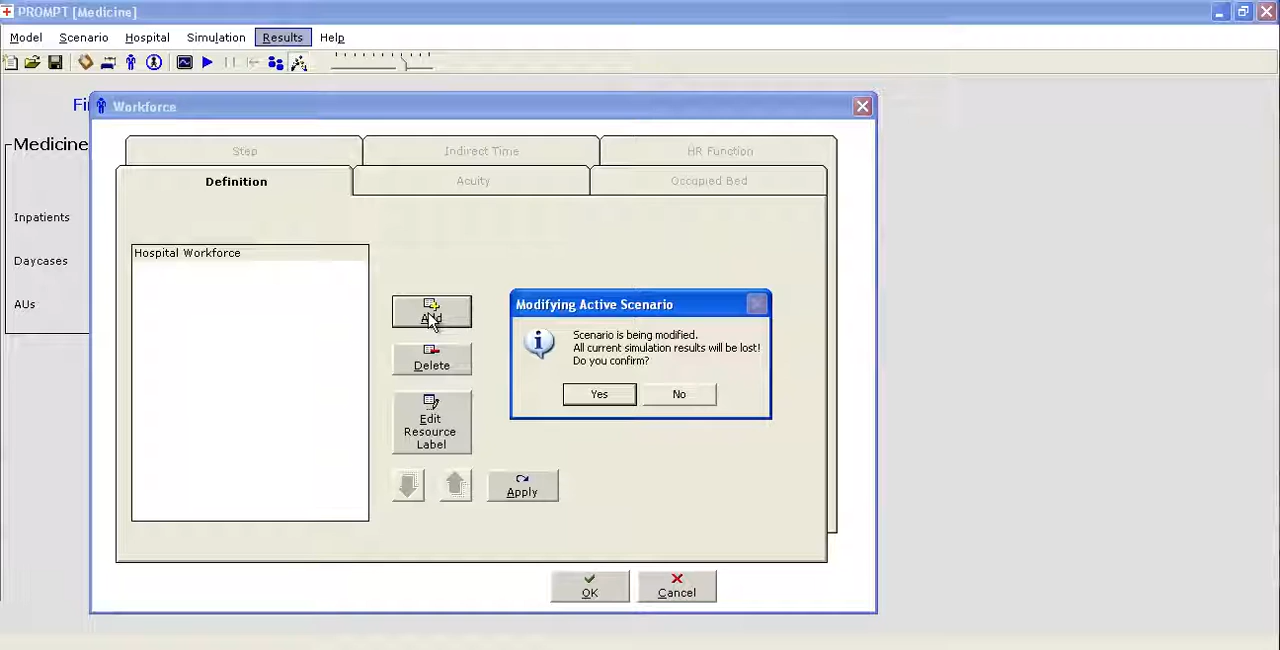 PROMPT [Medicine]
Model Scenario Hospital Simulation Results Help
Fi
Workforce
Medicine
Step Indirect Time HR Function
Definition Acuity Occupied Bed
Inpatients
Daycases
AUs
Hospital Workforce
Add
Delete
Edit
Resource
Label
Apply
Modifying Active Scenario
Scenario is being modified.
All current simulation results will be lost!
Do you confirm?
Yes No
OK Cancel